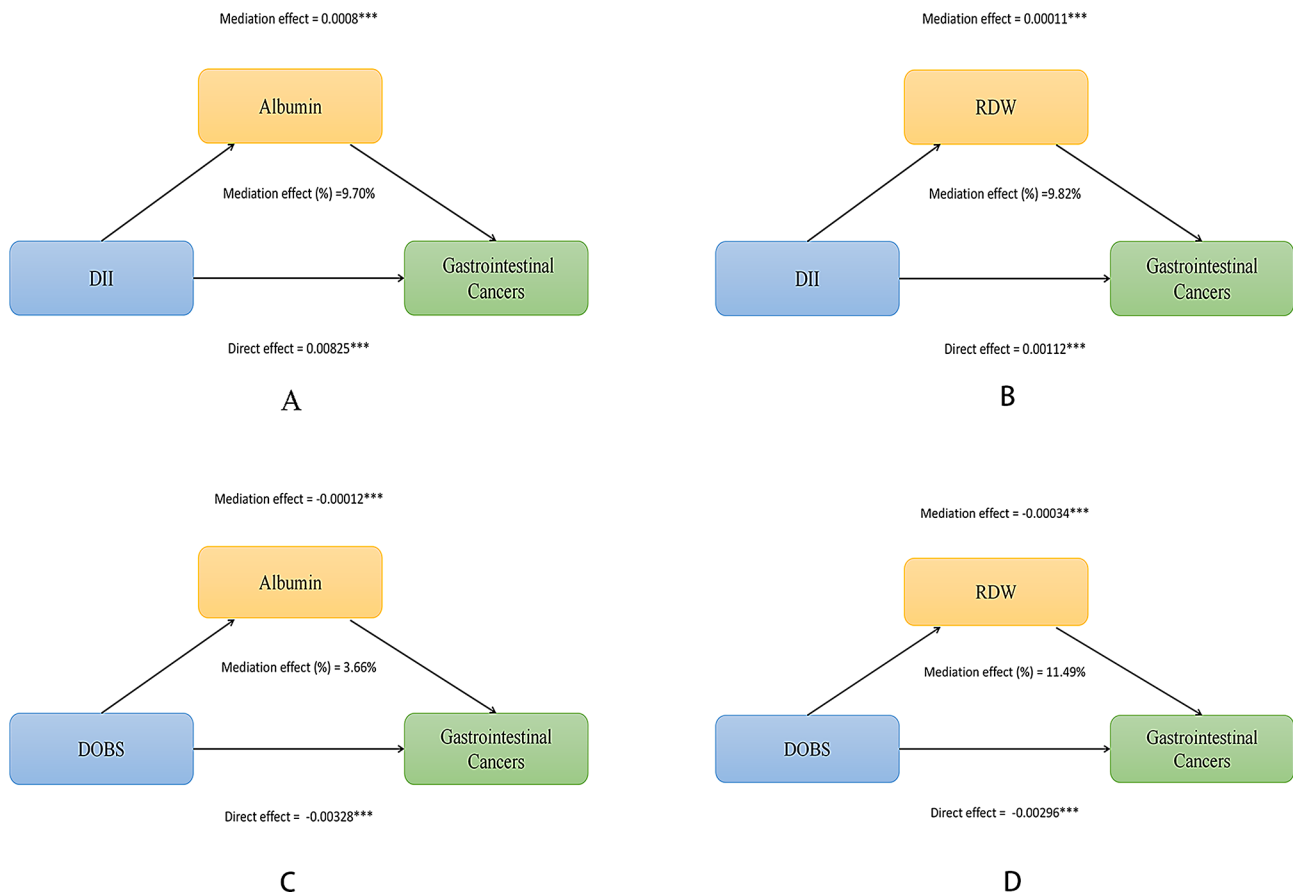 Mediation effect = 0.0008***
Albumin
Mediation effect (%) =9.70%
DII
Gastrointestinal
Cancers
Direct effect = 0.00825***
A
Mediation effect = 0.00011***
RDW
Mediation effect (%) =9.82%
DII
Gastrointestinal
Cancers
Direct effect = 0.00112***
B
Mediation effect = -0.00012***
Albumin
Mediation effect (%) = 3.66%
DOBS
Gastrointestinal
Cancers
Direct effect = -0.00328***
C
Mediation effect = -0.00034***
RDW
Mediation effect (%) = 11.49%
DOBS
Gastrointestinal
Cancers
Direct effect = -0.00296***
D